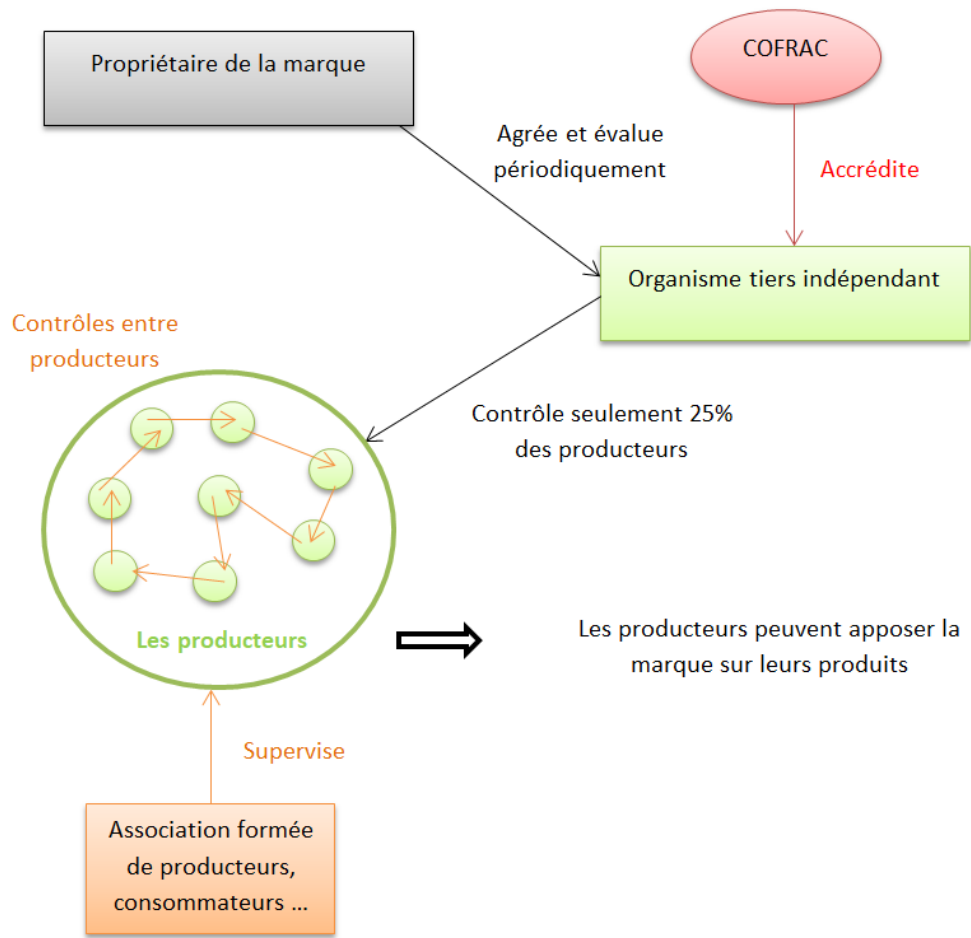 Propriétaire de la marque
COFRAC
Agrée et évalue
périodiquement
Accrédite
Organisme tiers indépendant
Contrôles entre
producteurs
Contrôle seulement 25%
des producteurs
Les producteurs
Les producteurs peuvent apposer la
marque sur leurs produits
Supervise
Association formée
de producteurs,
consommateurs ...